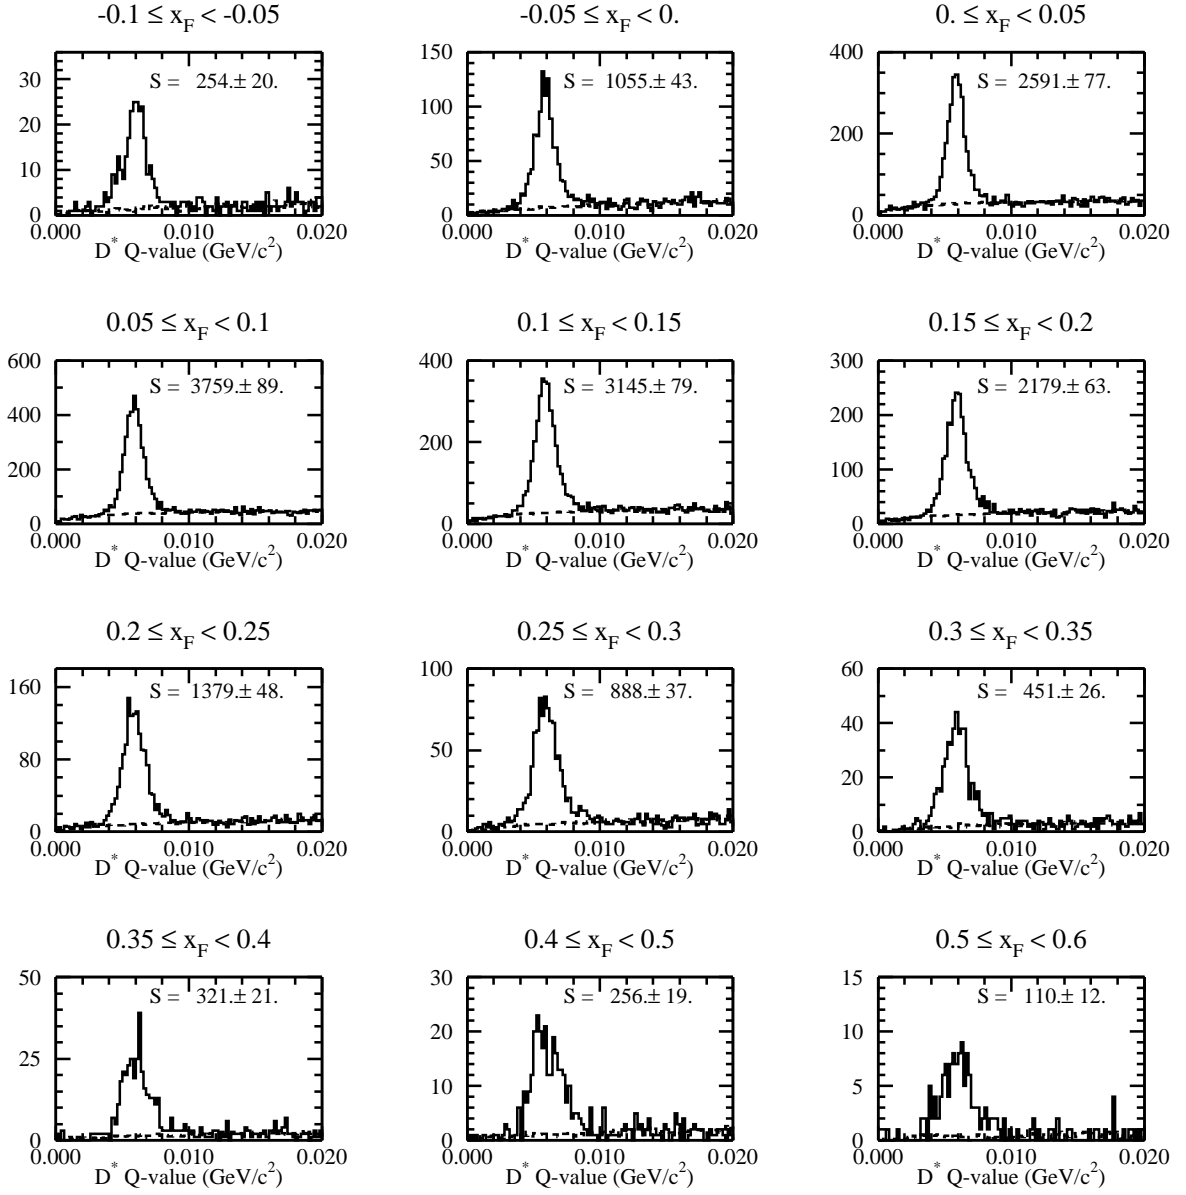 -0.1 ≤ x_F < -0.05
-0.05 ≤ x_F < 0.
0. ≤ x_F < 0.05
30
20
10
0
S = 254.± 20.
0.000 0.010 0.020
D* Q-value (GeV/c²)
150
100
50
0
S = 1055.± 43.
0.000 0.010 0.020
D* Q-value (GeV/c²)
400
200
0
S = 2591.± 77.
0.000 0.010 0.020
D* Q-value (GeV/c²)
0.05 ≤ x_F < 0.1
0.1 ≤ x_F < 0.15
0.15 ≤ x_F < 0.2
600
400
200
0
S = 3759.± 89.
0.000 0.010 0.020
D* Q-value (GeV/c²)
400
200
0
S = 3145.± 79.
0.000 0.010 0.020
D* Q-value (GeV/c²)
300
200
100
0
S = 2179.± 63.
0.000 0.010 0.020
D* Q-value (GeV/c²)
0.2 ≤ x_F < 0.25
0.25 ≤ x_F < 0.3
0.3 ≤ x_F < 0.35
160
80
0
S = 1379.± 48.
0.000 0.010 0.020
D* Q-value (GeV/c²)
100
50
0
S = 888.± 37.
0.000 0.010 0.020
D* Q-value (GeV/c²)
60
40
20
0
S = 451.± 26.
0.000 0.010 0.020
D* Q-value (GeV/c²)
0.35 ≤ x_F < 0.4
0.4 ≤ x_F < 0.5
0.5 ≤ x_F < 0.6
50
25
0
S = 321.± 21.
0.000 0.010 0.020
D* Q-value (GeV/c²)
30
20
10
0
S = 256.± 19.
0.000 0.010 0.020
D* Q-value (GeV/c²)
15
10
5
0
S = 110.± 12.
0.000 0.010 0.020
D* Q-value (GeV/c²)